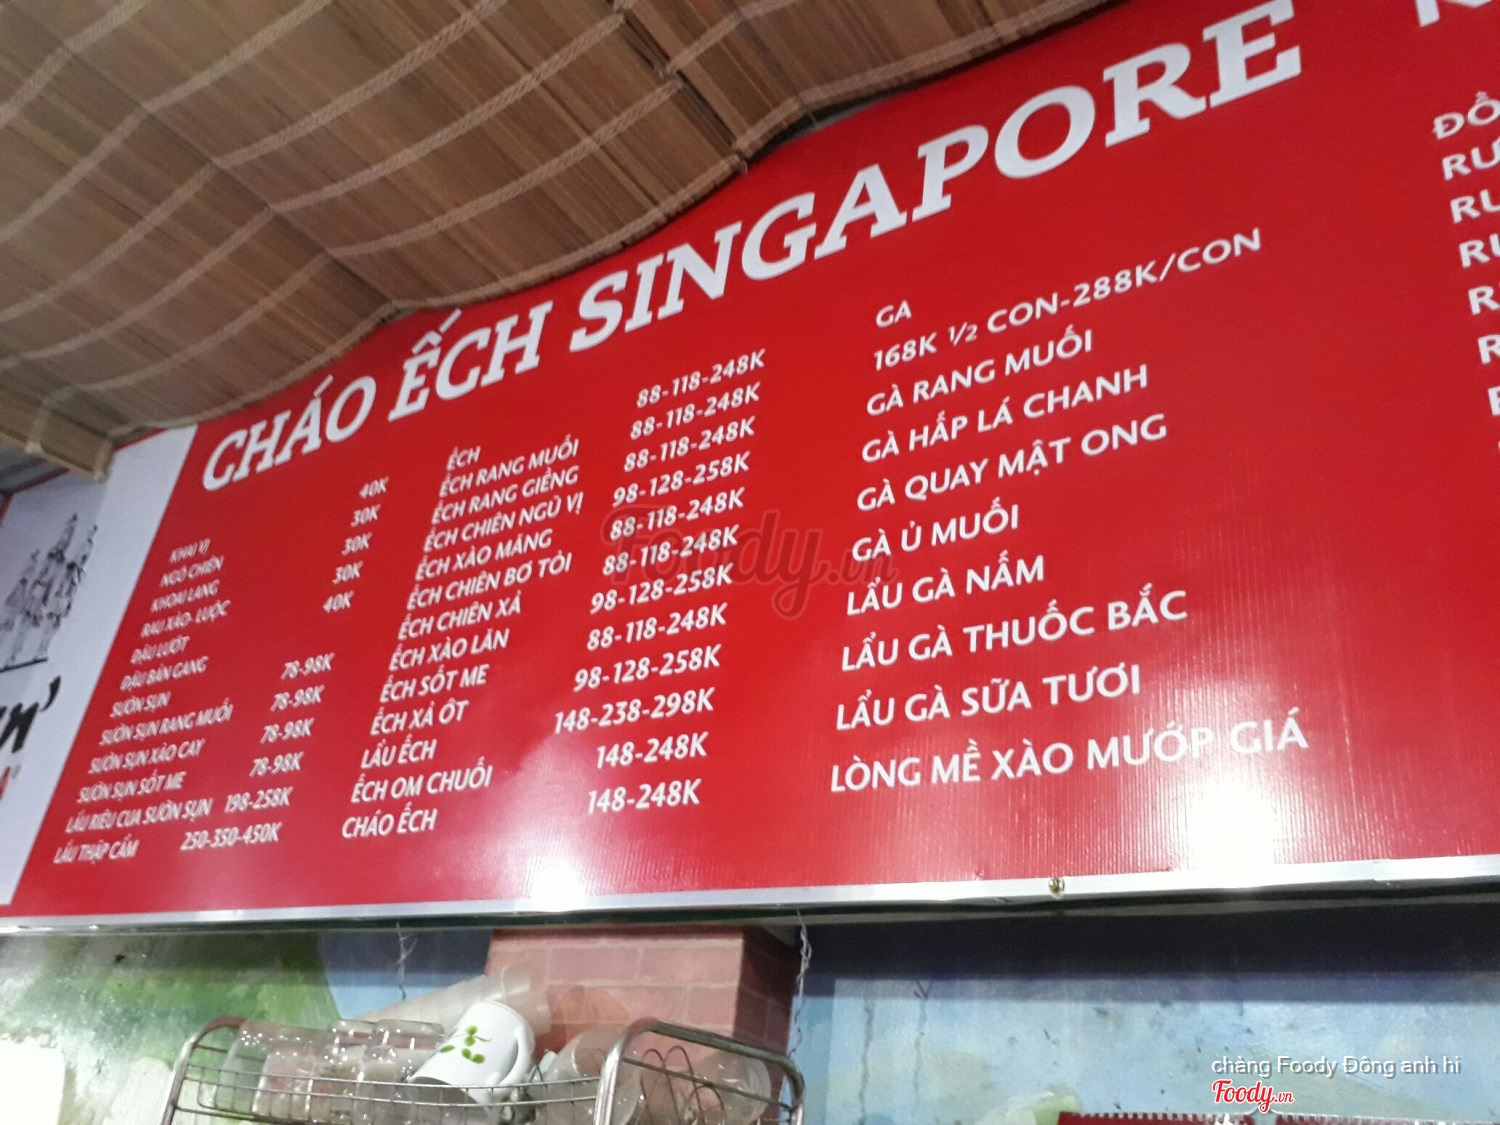 CHÁO ẾCH SINGAPORE
KHAI VỊ
NGÔ CHIÊN 40K
KHOAI LANG 30K
RAU XÀO- LUỘC 30K
ĐẬU LƯỚT 30K
ĐẬU BÀN GANG 40K
SƯỜN SỤN
SƯỜN SỤN RANG MUỐI 78-98K
SƯỜN SỤN XÀO CAY 78-98K
SƯỜN SỤN SỐT ME 78-98K
78-98K
LẨU RIÊU CUA SƯỜN SỤN 198-258K
LẨU THẬP CẨM 250-350-450K
ẾCH
ẾCH RANG MUỐI 88-118-248K
ẾCH RANG GIỀNG 88-118-248K
ẾCH CHIÊN NGŨ VỊ 88-118-248K
ẾCH XÀO MĂNG 98-128-258K
ẾCH CHIÊN BƠ TỎI 88-118-248K
ẾCH CHIÊN XẢ 88-118-248K
ẾCH XÀO LĂN 98-128-258K
ẾCH SỐT ME 88-118-248K
ẾCH XẢ ỚT 98-128-258K
LẨU ẾCH 148-238-298K
ẾCH OM CHUỐI 148-248K
CHÁO ẾCH 148-248K
GA
168K ½ CON-288K/CON
GÀ RANG MUỐI
GÀ HẤP LÁ CHANH
GÀ QUAY MẬT ONG
GÀ Ủ MUỐI
LẨU GÀ NẤM
LẨU GÀ THUỐC BẮC
LẨU GÀ SỮA TƯƠI
LÒNG MỀ XÀO MƯỚP GIÁ
ĐỒ
RƯ
Foody.vn
chàng Foody Đông anh hi
Foody.vn